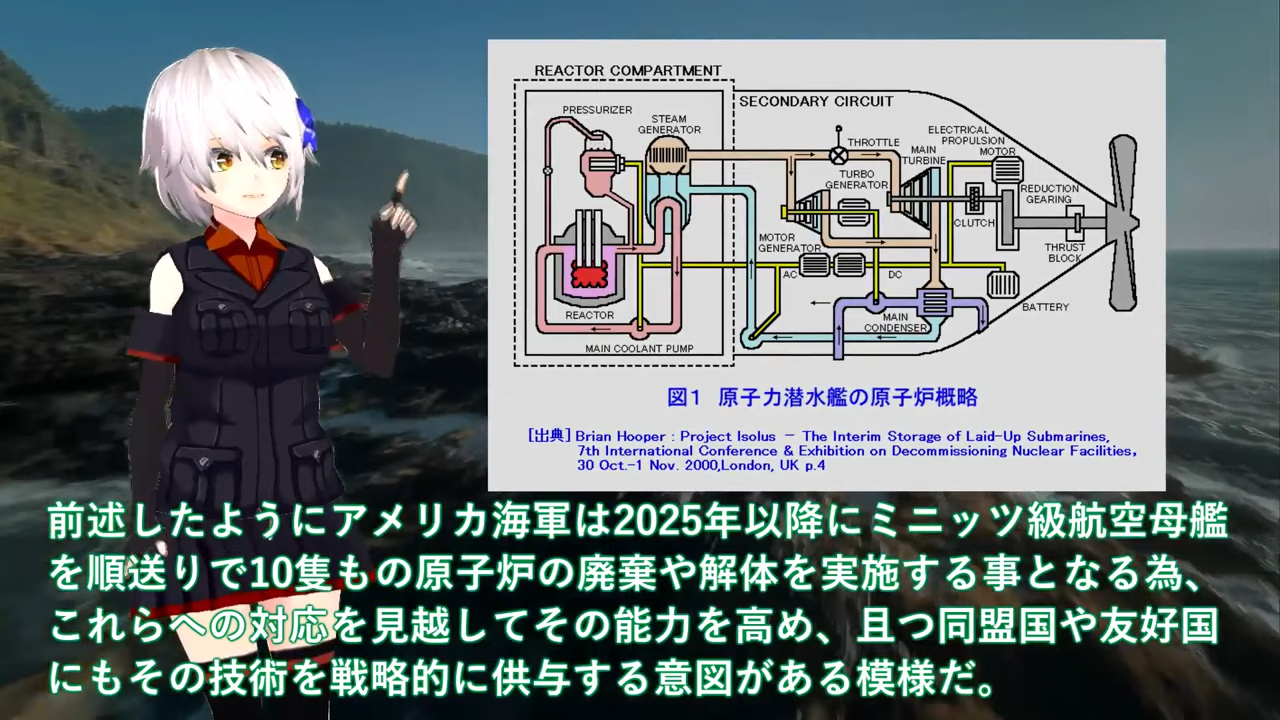 REACTOR COMPARTMENT
SECONDARY CIRCUIT
PRESSURIZER
STEAM
GENERATOR
THROTTLE
ELECTRICAL
PROPULSION
MOTOR
MAIN
TURBINE
TURBO
GENERATOR
REDUCTION
GEARING
CLUTCH
MOTOR
GENERATOR
THRUST
BLOCK
AC
DC
REACTOR
MAIN
CONDENSER
BATTERY
MAIN COOLANT PUMP
図1 原子力潜水艦の原子炉概略
[出典] Brian Hooper : Project Isolus － The Interim Storage of Laid-Up Submarines,
7th International Conference & Exhibition on Decommissioning Nuclear Facilities,
30 Oct.-1 Nov. 2000,London, UK p.4
前述したようにアメリカ海軍は2025年以降にミニッツ級航空母艦
を順送りで10隻もの原子炉の廃棄や解体を実施する事となる為、
これらへの対応を見越してその能力を高め、且つ同盟国や友好国
にもその技術を戦略的に供与する意図がある模様だ。